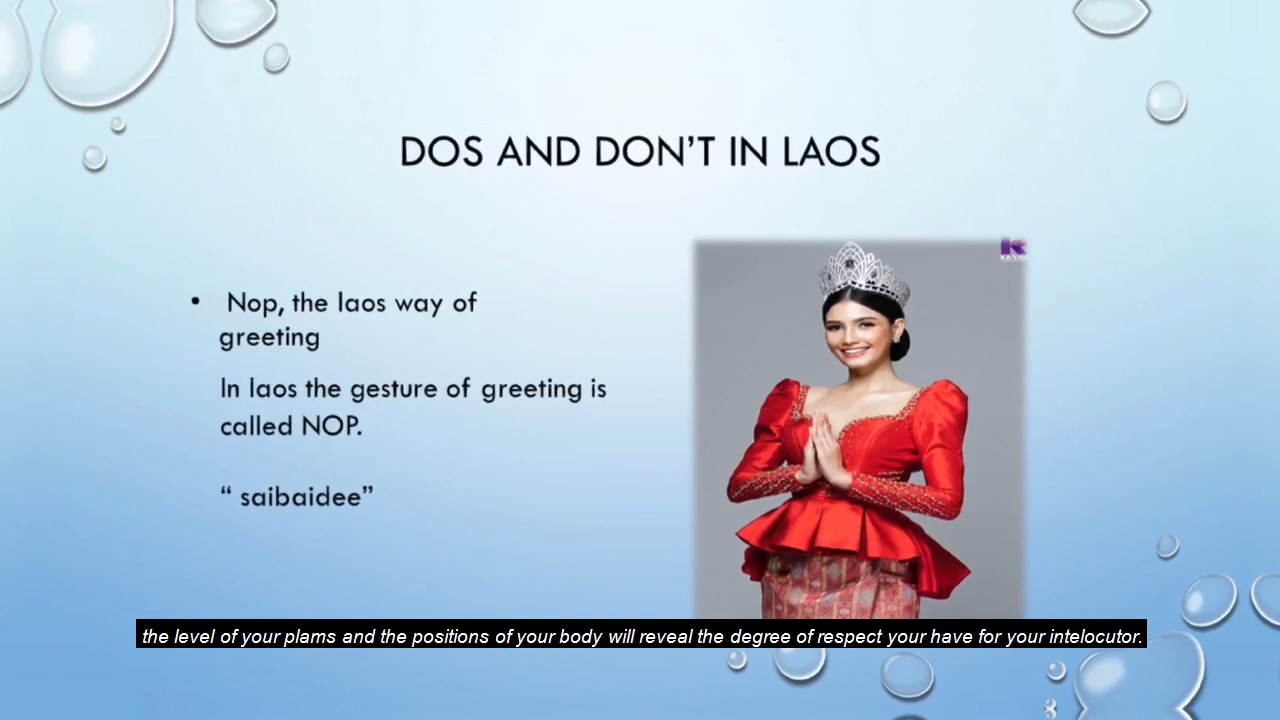 DOS AND DON'T IN LAOS
• Nop, the laos way of
greeting
In laos the gesture of greeting is
called NOP.
“ saibaidee”
the level of your plams and the positions of your body will reveal the degree of respect your have for your intelocutor.